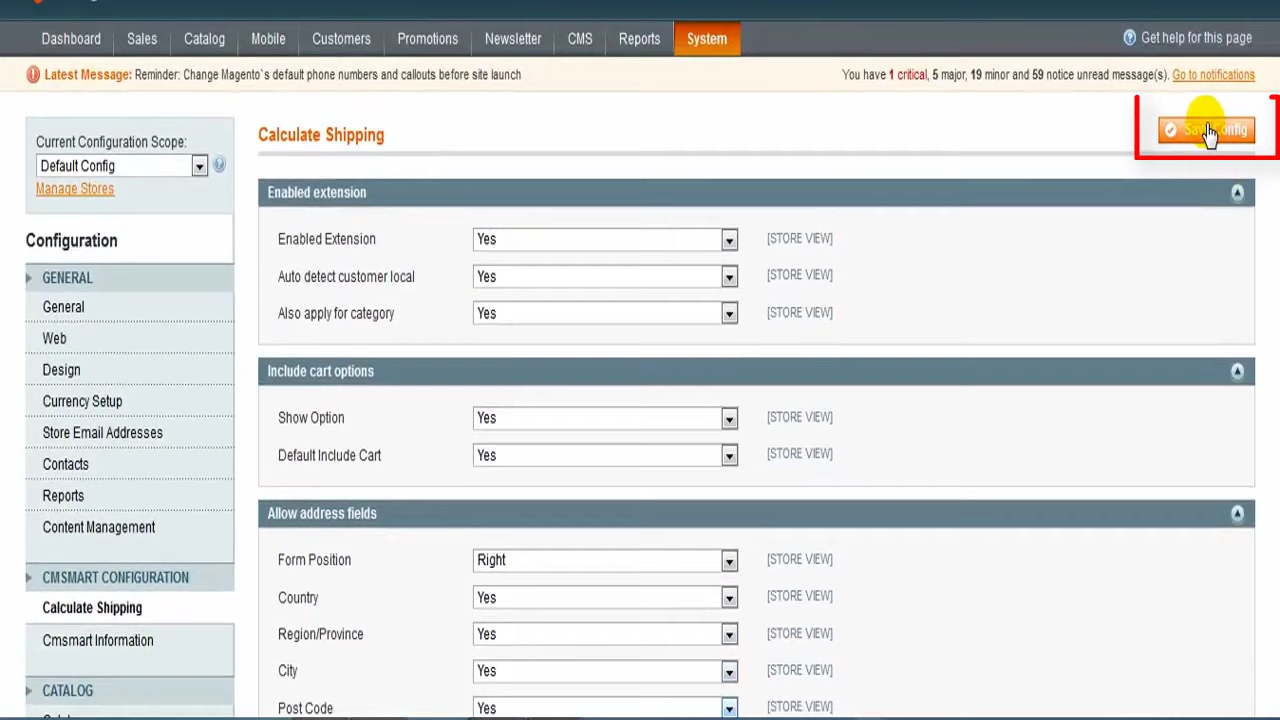 Dashboard Sales Catalog Mobile Customers Promotions Newsletter CMS Reports System Get help for this page
Latest Message: Reminder: Change Magento`s default phone numbers and callouts before site launch You have 1 critical, 5 major, 19 minor and 59 notice unread message(s). Go to notifications
Current Configuration Scope:
Default Config
Manage Stores
Configuration
GENERAL
General
Web
Design
Currency Setup
Store Email Addresses
Contacts
Reports
Content Management
CMSMART CONFIGURATION
Calculate Shipping
Cmsmart Information
CATALOG
Calculate Shipping
Save Config
Enabled extension
Enabled Extension Yes [STORE VIEW]
Auto detect customer local Yes [STORE VIEW]
Also apply for category Yes [STORE VIEW]
Include cart options
Show Option Yes [STORE VIEW]
Default Include Cart Yes [STORE VIEW]
Allow address fields
Form Position Right [STORE VIEW]
Country Yes [STORE VIEW]
Region/Province Yes [STORE VIEW]
City Yes [STORE VIEW]
Post Code Yes [STORE VIEW]